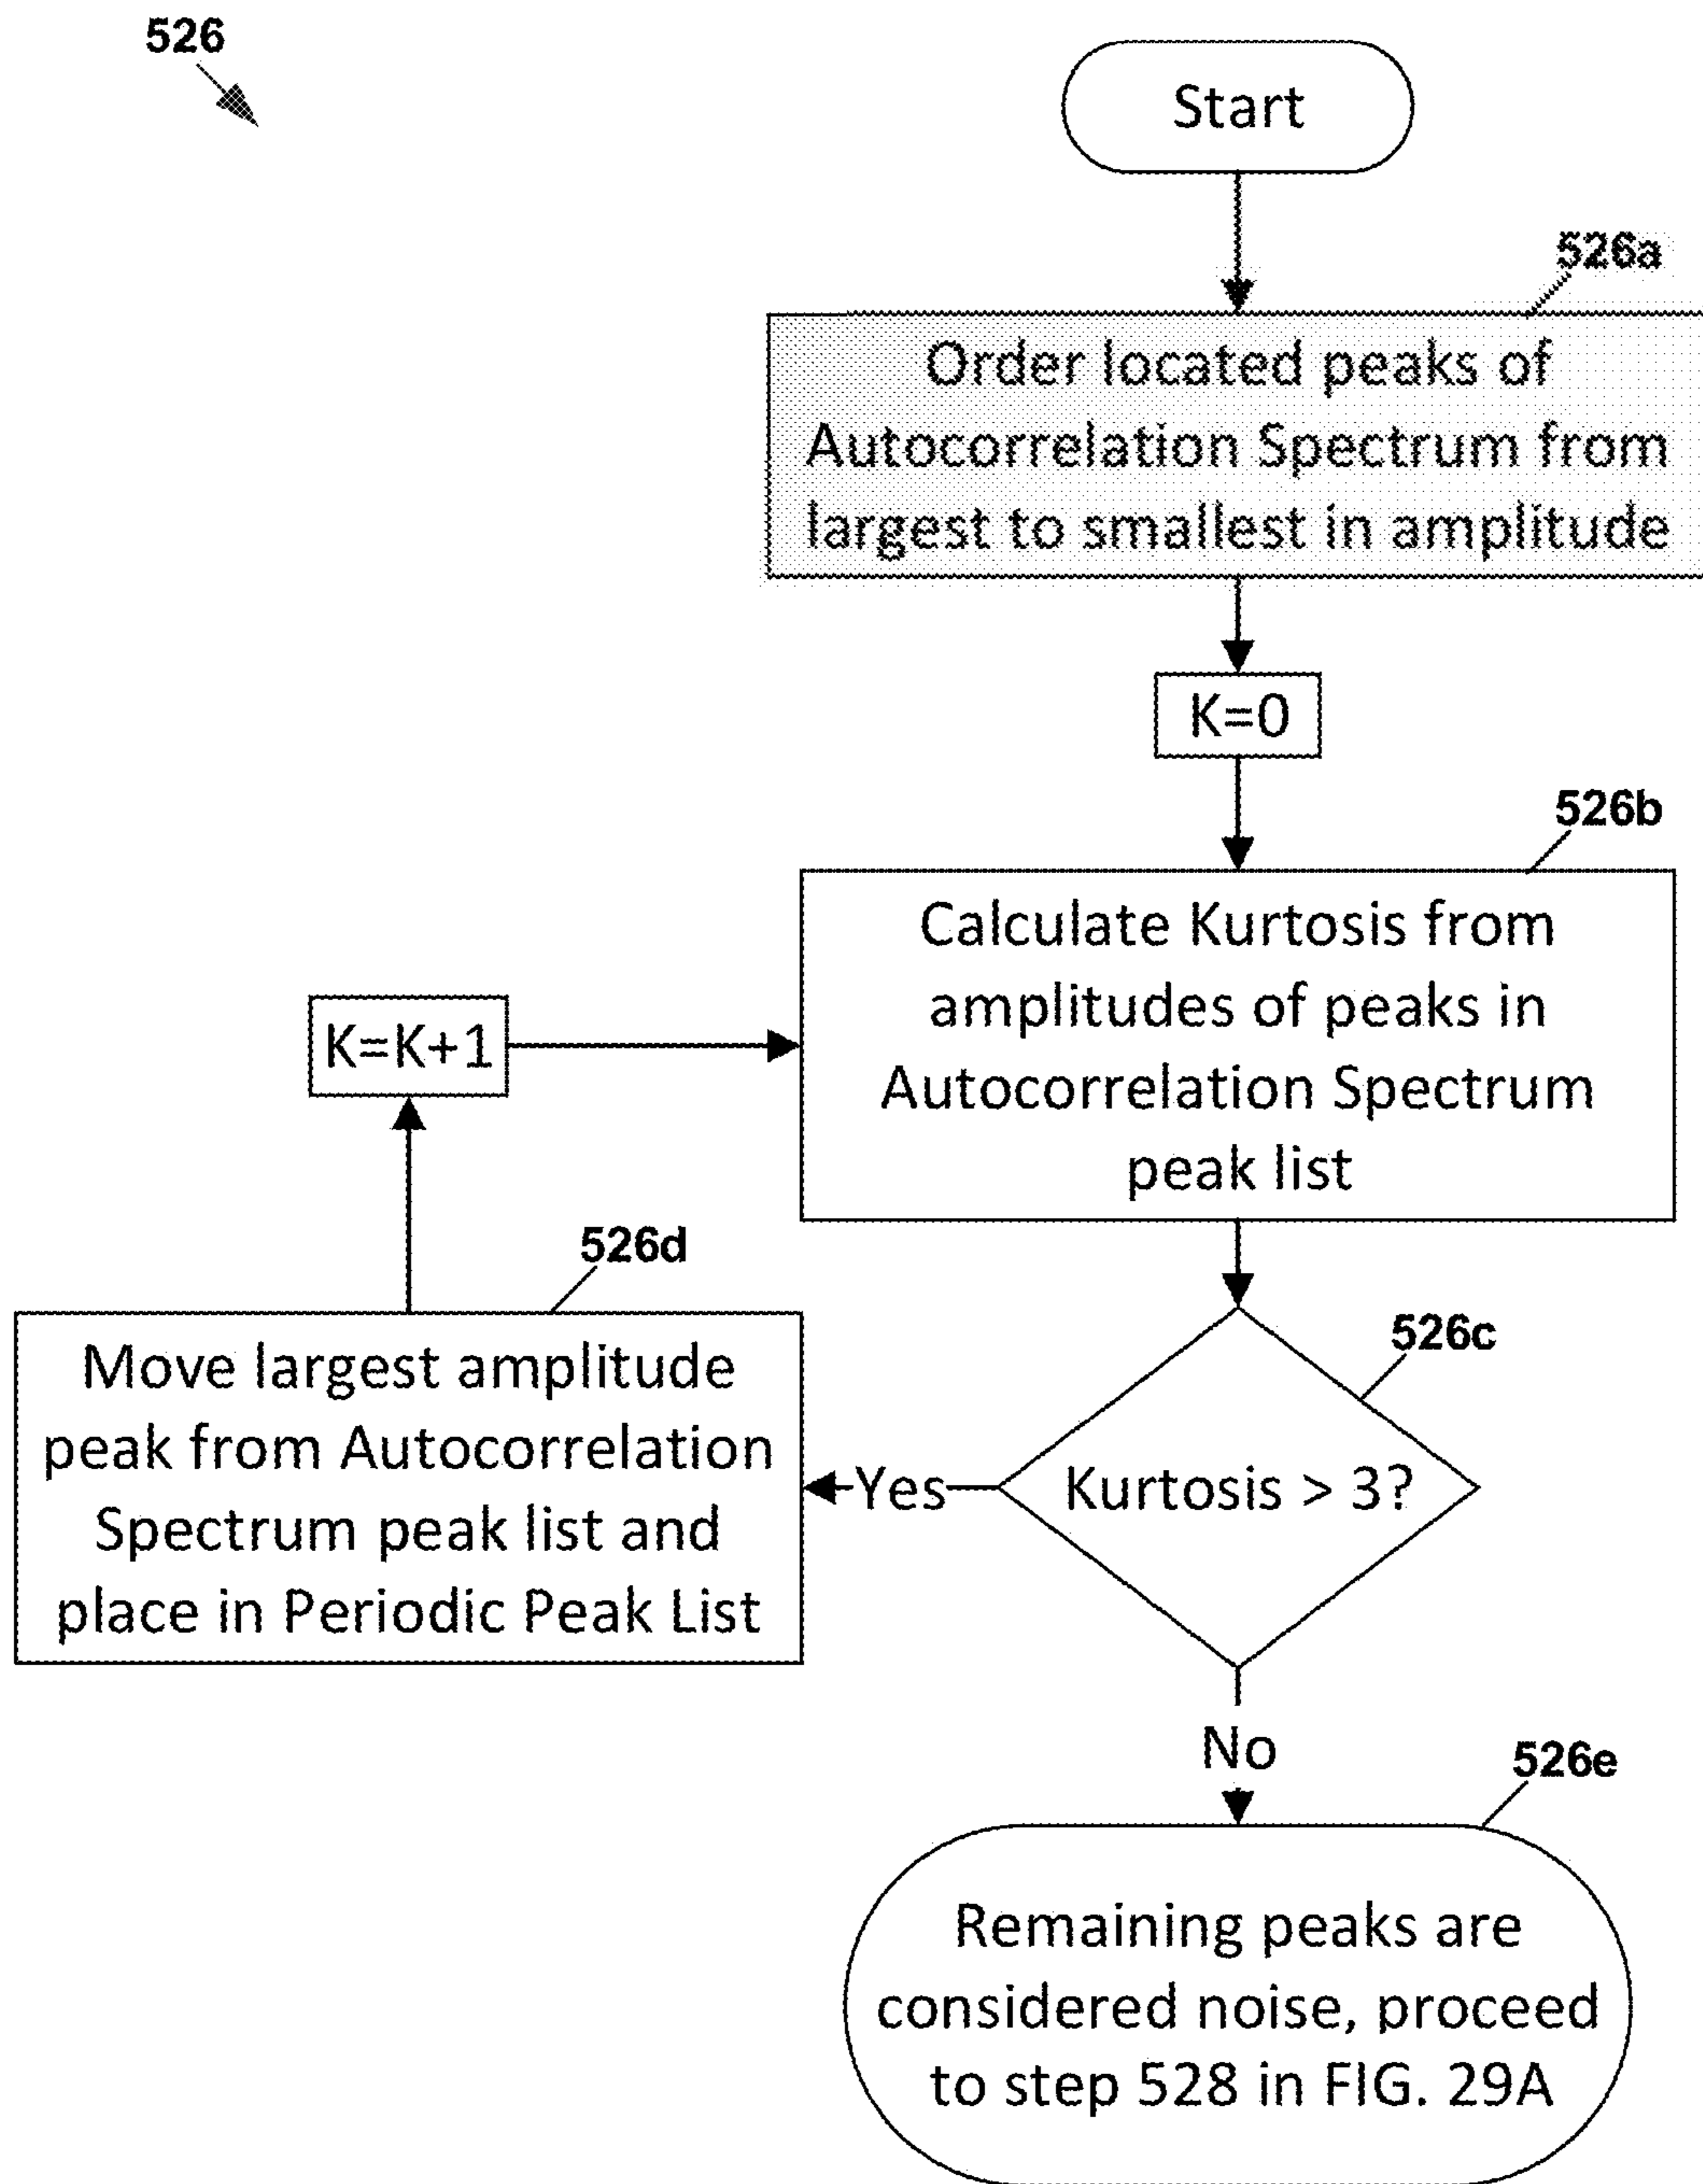 526
Start
526a
Order located peaks of
Autocorrelation Spectrum from
largest to smallest in amplitude
K=0
526b
Calculate Kurtosis from
amplitudes of peaks in
Autocorrelation Spectrum
peak list
K=K+1
526d
Move largest amplitude
peak from Autocorrelation
Spectrum peak list and
place in Periodic Peak List
526c
Kurtosis > 3?
Yes
No
526e
Remaining peaks are
considered noise, proceed
to step 528 in FIG. 29A